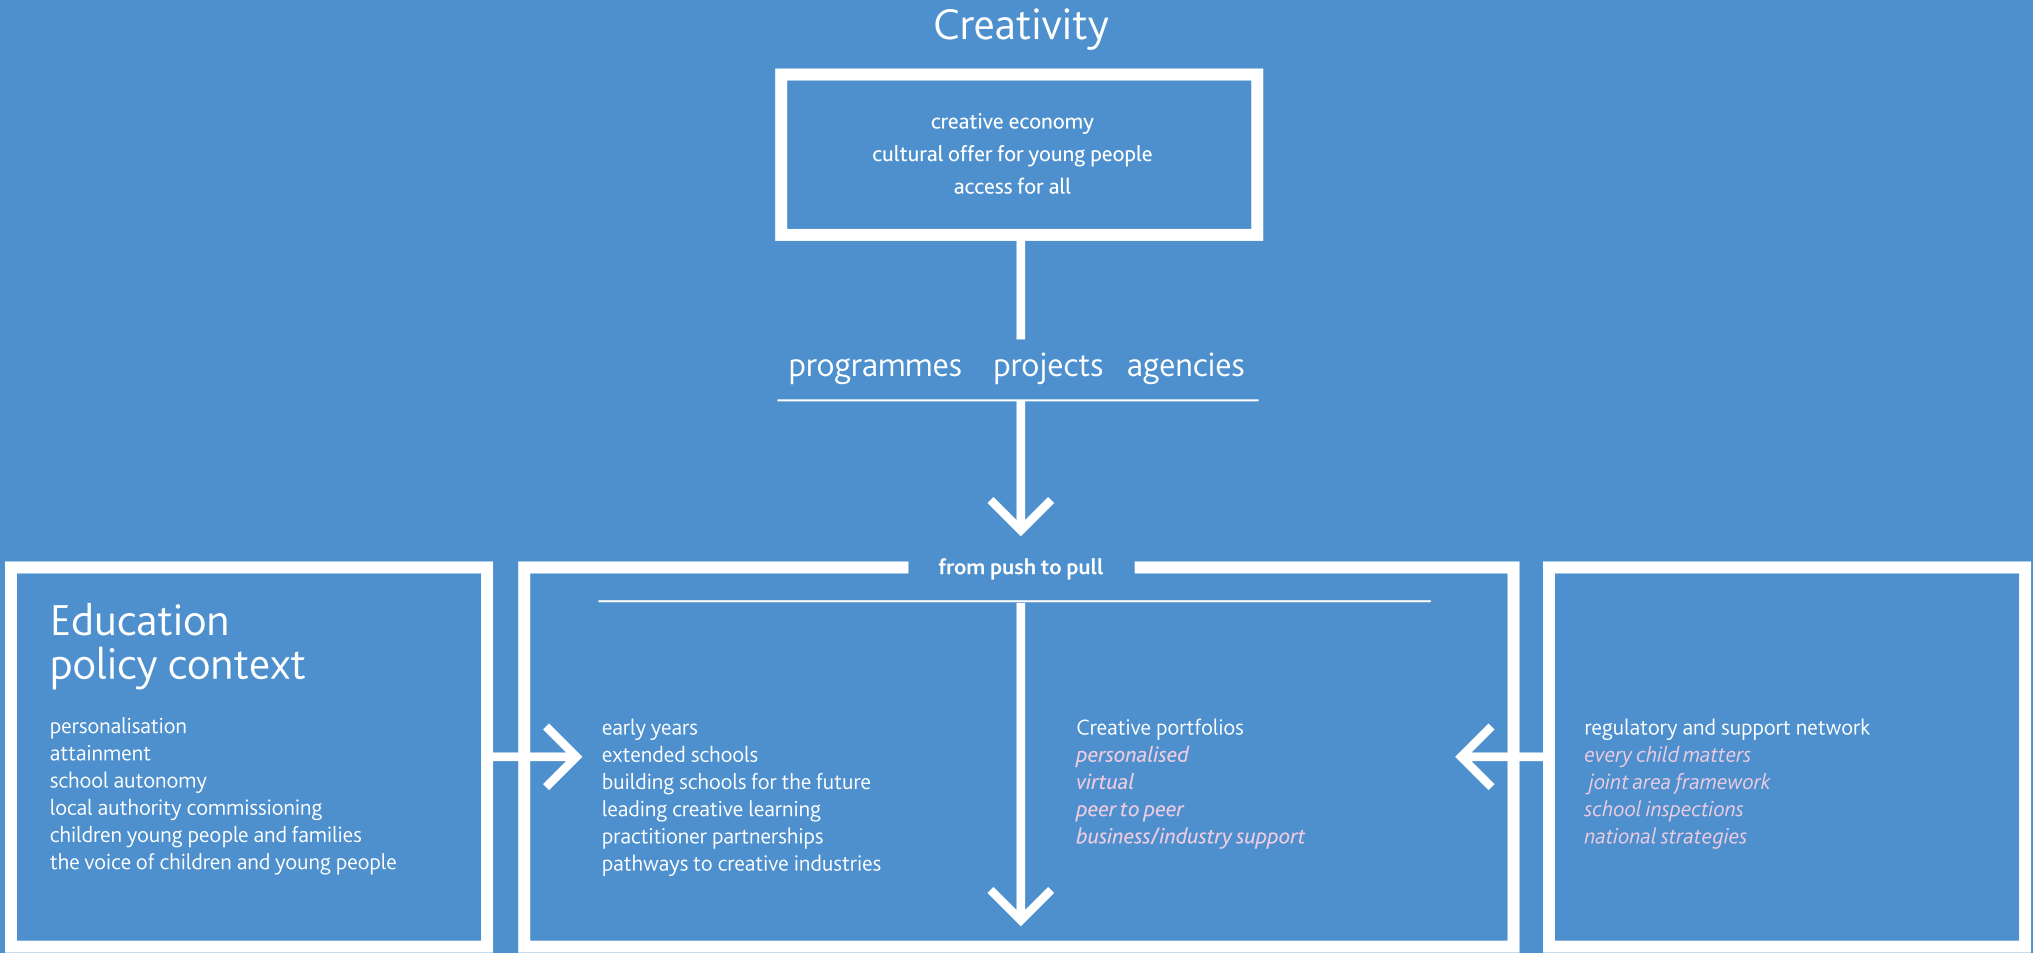 Creativity
creative economy
cultural offer for young people
access for all
programmes projects agencies
from push to pull
Education
policy context
personalisation
attainment
school autonomy
local authority commissioning
children young people and families
the voice of children and young people
early years
extended schools
building schools for the future
leading creative learning
practitioner partnerships
pathways to creative industries
Creative portfolios
personalised
virtual
peer to peer
business/industry support
regulatory and support network
every child matters
joint area framework
school inspections
national strategies